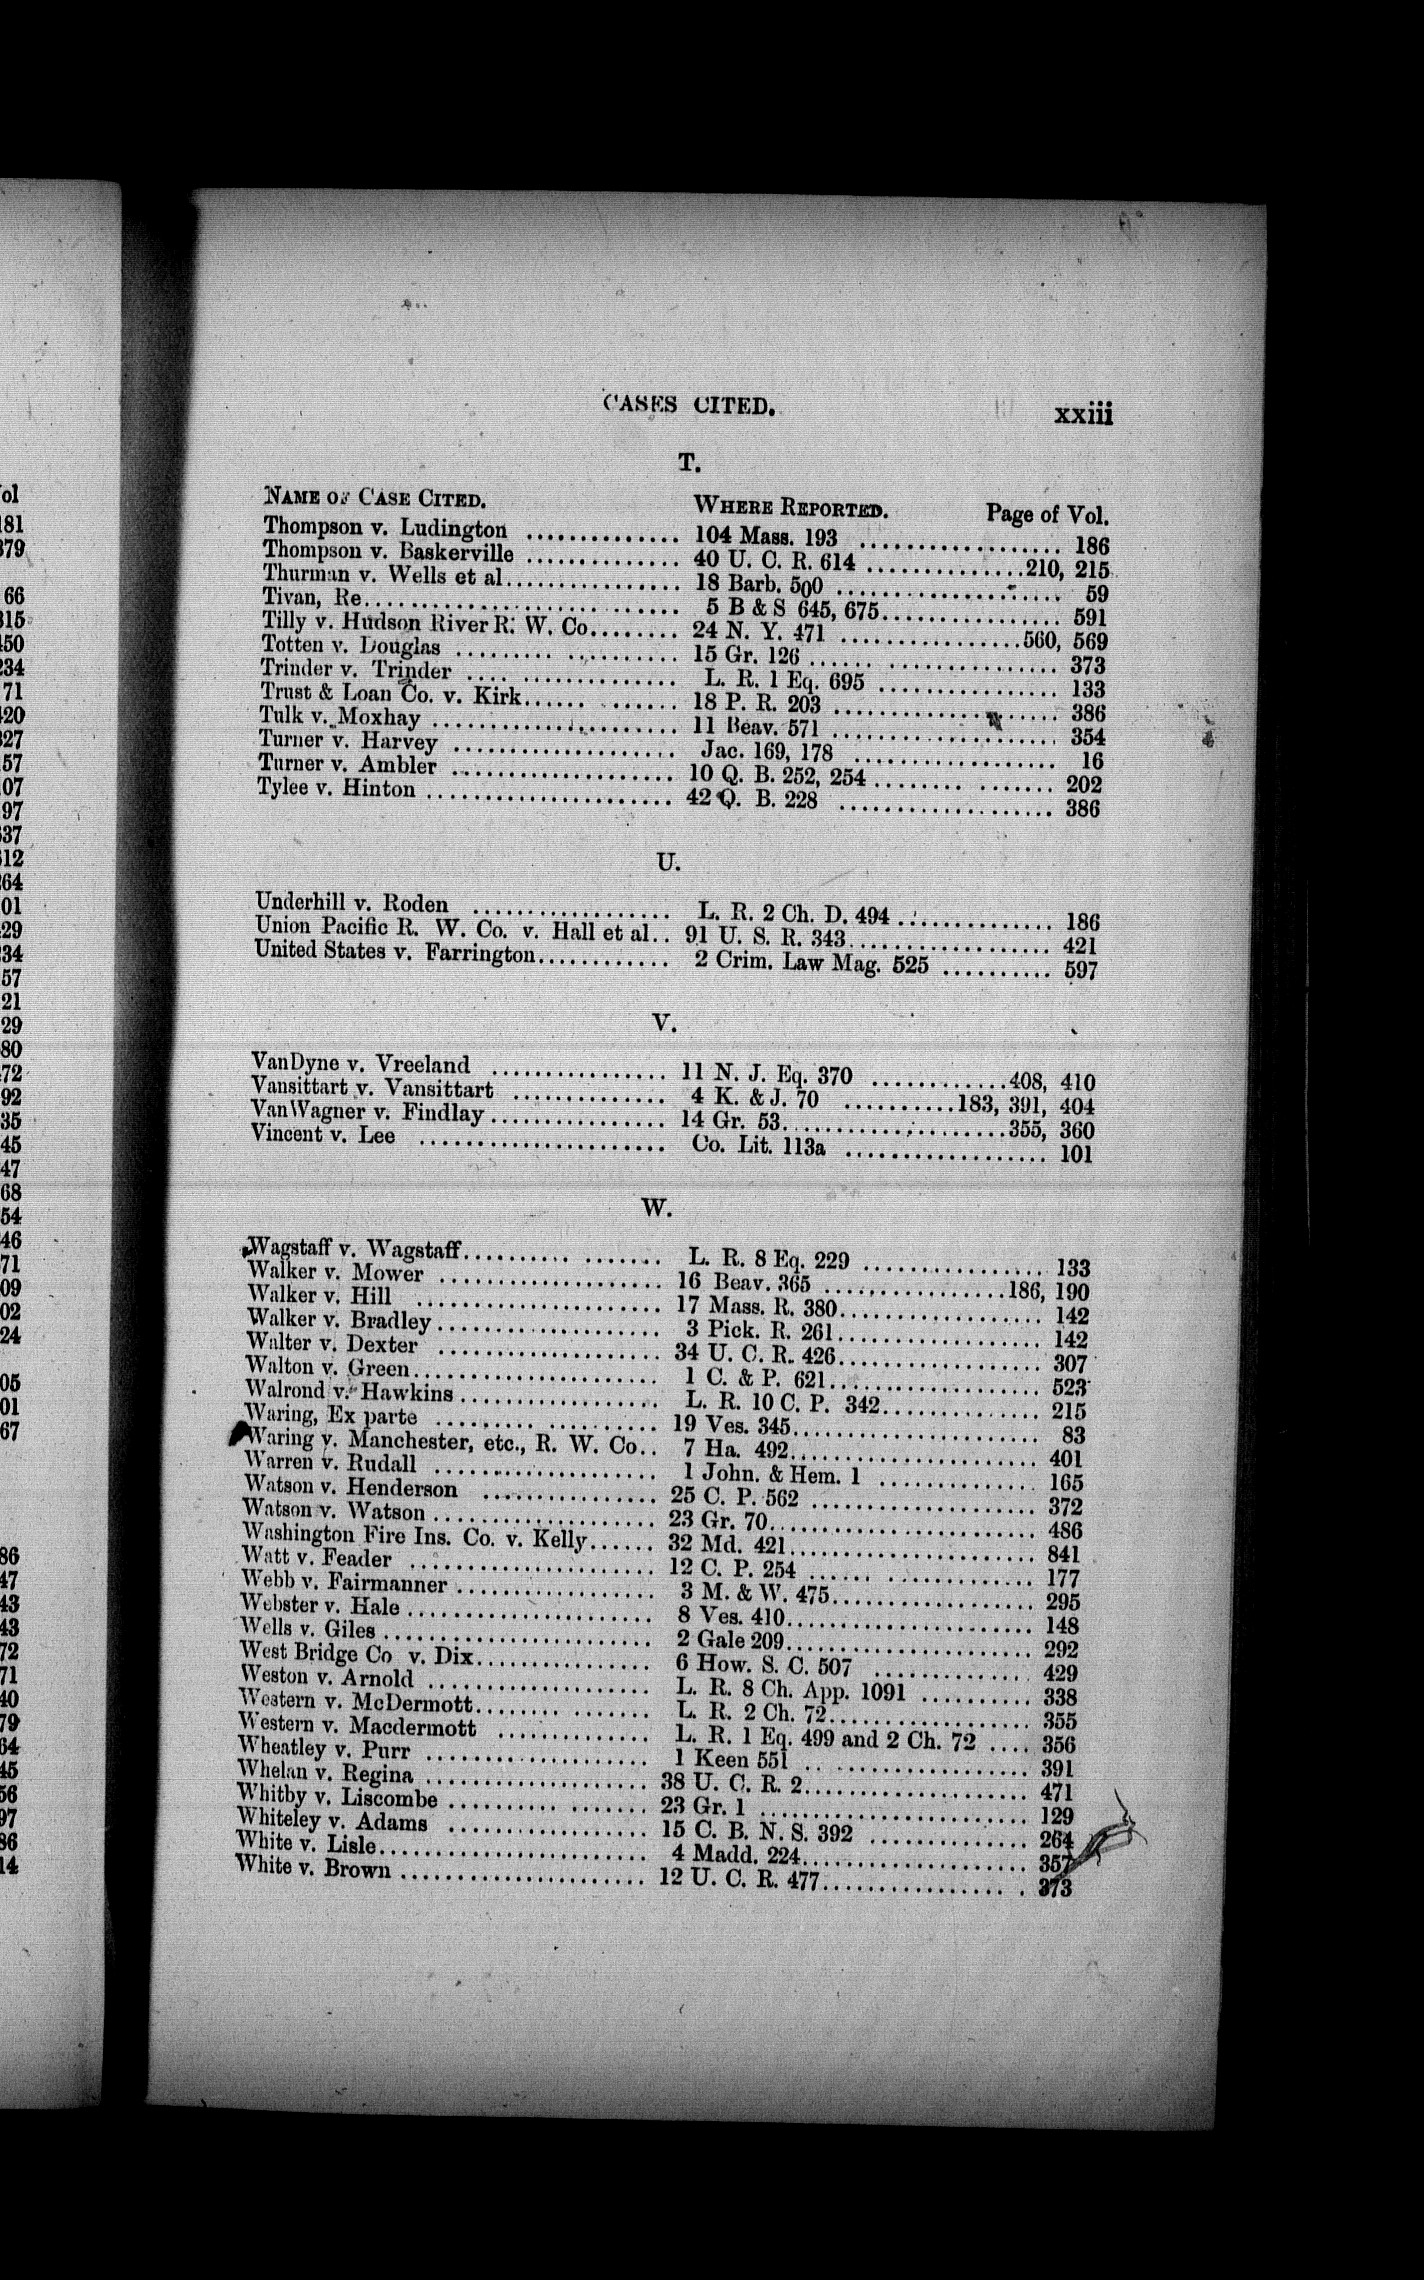 CASES CITED. xxiii
T.
NAME OF CASE CITED. WHERE REPORTED. Page of Vol.
Thompson v. Ludington .............. 104 Mass. 193 .................. 186
Thompson v. Baskerville .............. 40 U. C. R. 614 ..............210, 215
Thurman v. Wells et al................ 18 Barb. 500 .................... 59
Tivan, Re............................ 5 B & S 645, 675................ 591
Tilly v. Hudson River R. W. Co........ 24 N. Y. 471 ................560, 569
Totten v. Douglas .................... 15 Gr. 126 ..................... 373
Trinder v. Trinder .................. L. R. 1 Eq. 695 ................ 133
Trust & Loan Co. v. Kirk............. 18 P. R. 203 .................... 386
Tulk v. Moxhay ...................... 11 Beav. 571 .................... 354
Turner v. Harvey .................... Jac. 169, 178 .................. 16
Turner v. Ambler .................... 10 Q. B. 252, 254 ............... 202
Tylee v. Hinton ...................... 42 Q. B. 228 ................... 386
U.
Underhill v. Roden .................. L. R. 2 Ch. D. 494 .............. 186
Union Pacific R. W. Co. v. Hall et al.. 91 U. S. R. 343.................. 421
United States v. Farrington............ 2 Crim. Law Mag. 525 .......... 597
V.
VanDyne v. Vreeland ................ 11 N. J. Eq. 370 ............408, 410
Vansittart v. Vansittart .............. 4 K. & J. 70 ..........183, 391, 404
VanWagner v. Findlay................ 14 Gr. 53....................355, 360
Vincent v. Lee ...................... Co. Lit. 113a .................. 101
W.
Wagstaff v. Wagstaff................. L. R. 8 Eq. 229 ................ 133
Walker v. Mower .................... 16 Beav. 365 ................186, 190
Walker v. Hill ...................... 17 Mass. R. 380.................. 142
Walker v. Bradley.................... 3 Pick. R. 261.................. 142
Walter v. Dexter .................... 34 U. C. R. 426.................. 307
Walton v. Green...................... 1 C. & P. 621................... 523
Walrond v. Hawkins.................. L. R. 10 C. P. 342.............. 215
Waring, Ex parte .................... 19 Ves. 345...................... 83
Waring v. Manchester, etc., R. W. Co.. 7 Ha. 492...................... 401
Warren v. Rudall .................... 1 John. & Hem. 1 .............. 165
Watson v. Henderson ................ 25 C. P. 562 .................... 372
Watson v. Watson.................... 23 Gr. 70........................ 486
Washington Fire Ins. Co. v. Kelly...... 32 Md. 421...................... 841
Watt v. Feader ...................... 12 C. P. 254 .................... 177
Webb v. Fairmanner.................. 3 M. & W. 475.................. 295
Webster v. Hale...................... 8 Ves. 410...................... 148
Wells v. Giles........................ 2 Gale 209...................... 292
West Bridge Co v. Dix................ 6 How. S. C. 507 .............. 429
Weston v. Arnold .................... L. R. 8 Ch. App. 1091 .......... 338
Western v. McDermott................ L. R. 2 Ch. 72.................. 355
Western v. Macdermott .............. L. R. 1 Eq. 499 and 2 Ch. 72 .... 356
Wheatley v. Purr .................... 1 Keen 551 .................... 391
Whelan v. Regina .................... 38 U. C. R. 2.................... 471
Whitby v. Liscombe .................. 23 Gr. 1 ........................ 129
Whiteley v. Adams .................. 15 C. B. N. S. 392 .............. 264
White v. Lisle........................ 4 Madd. 224.................... 357
White v. Brown...................... 12 U. C. R. 477.................. 373